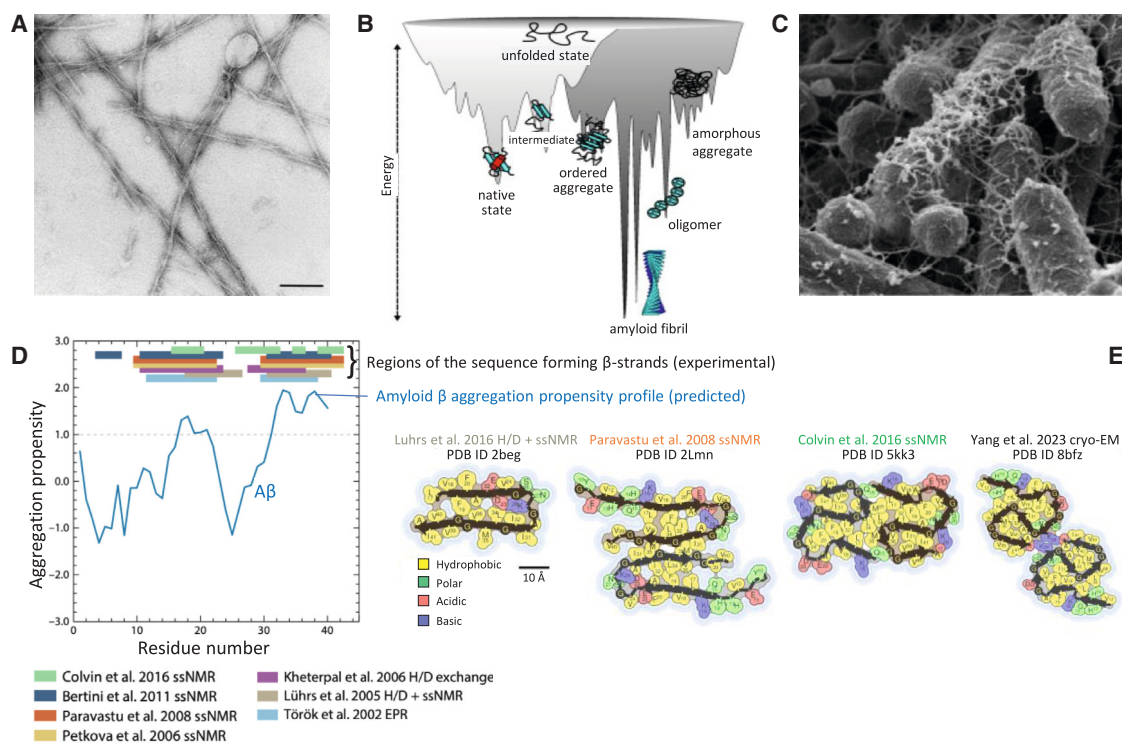 A
B
C
unfolded state
Energy
intermediate
native
state
ordered
aggregate
amorphous
aggregate
oligomer
amyloid fibril
D
E
3.0
2.0
1.0
0.0
−1.0
−2.0
−3.0
Aggregation propensity
0
10
20
30
40
Residue number
Aβ
} Regions of the sequence forming β-strands (experimental)
Amyloid β aggregation propensity profile (predicted)
Colvin et al. 2016 ssNMR
Bertini et al. 2011 ssNMR
Paravastu et al. 2008 ssNMR
Petkova et al. 2006 ssNMR
Kheterpal et al. 2006 H/D exchange
Lührs et al. 2005 H/D + ssNMR
Török et al. 2002 EPR
Luhrs et al. 2016 H/D + ssNMR
PDB ID 2beg
Paravastu et al. 2008 ssNMR
PDB ID 2Lmn
Colvin et al. 2016 ssNMR
PDB ID 5kk3
Yang et al. 2023 cryo-EM
PDB ID 8bfz
Hydrophobic
Polar
Acidic
Basic
10 Å